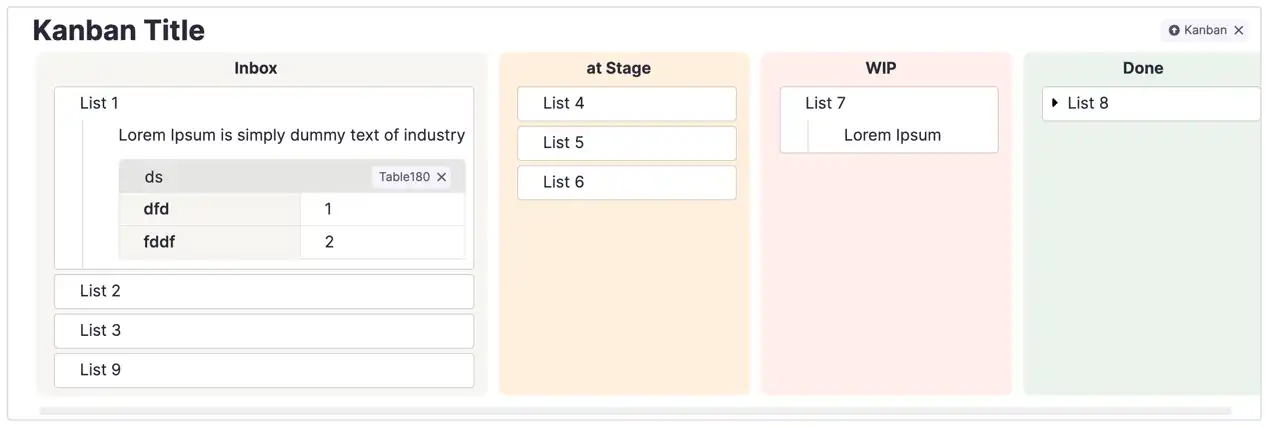 Kanban Title
Kanban
Inbox
List 1
Lorem Ipsum is simply dummy text of industry
ds
Table180
dfd 1
fddf 2
List 2
List 3
List 9
at Stage
List 4
List 5
List 6
WIP
List 7
Lorem Ipsum
Done
List 8